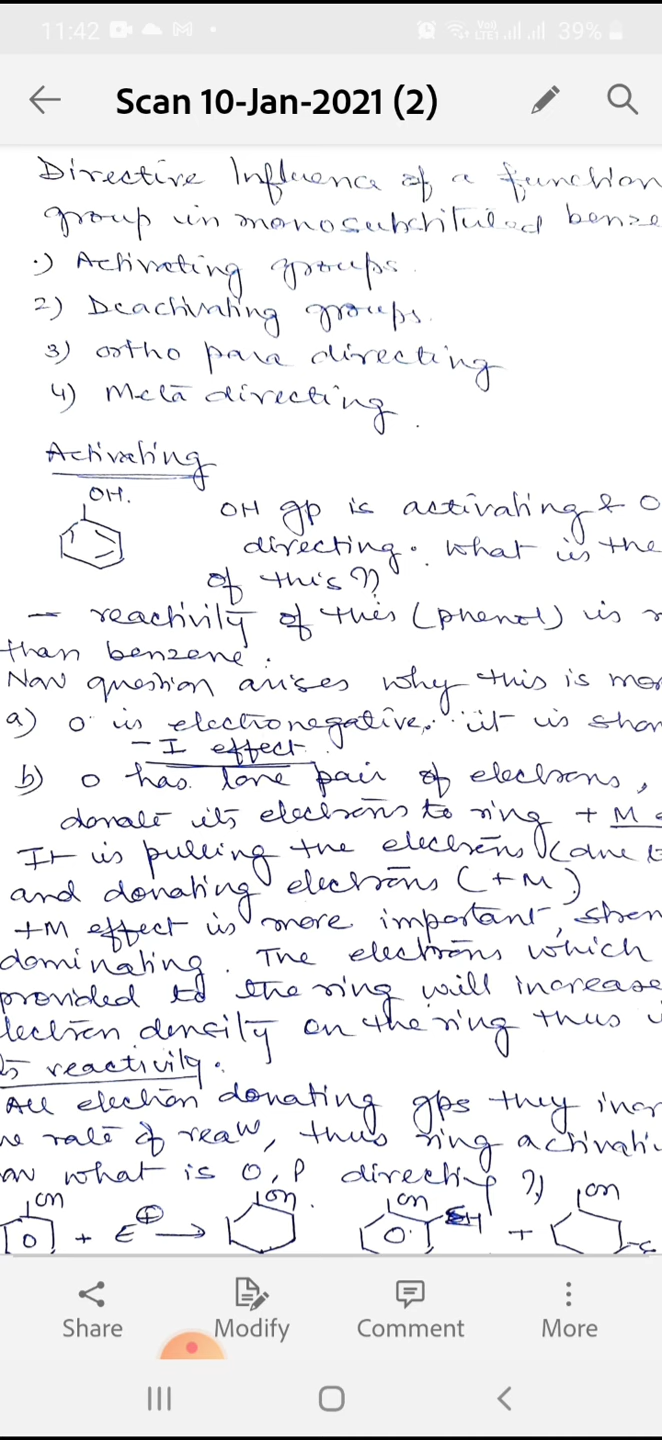 11:42
39%
Scan 10-Jan-2021 (2)
Directive Influence of a function
group in monosubstituted benze
1) Activating groups.
2) Deactivating groups.
3) ortho para directing
4) Meta directing.
Activating
OH.
OH gp is activating & O
directing. What is the
of this??
- reactivity of this (phenol) is
than benzene.
Now question arises why this is mor
a) O is electronegative, it is show
- I effect.
b) O has lone pair of electrons,
donate its electrons to ring + M
It is pulling the electrons (due t
and donating electrons (+M)
+M effect is more important, stron
dominating. The electrons which
provided to the ring will increase
lectron density on the ring thus
ts reactivity.
All electron donating gps they incr
he rate of reaxn, thus ring activati
what is O, P directing ??
OH OH. OH OH
+ E⊕ → +
Share Modify Comment More